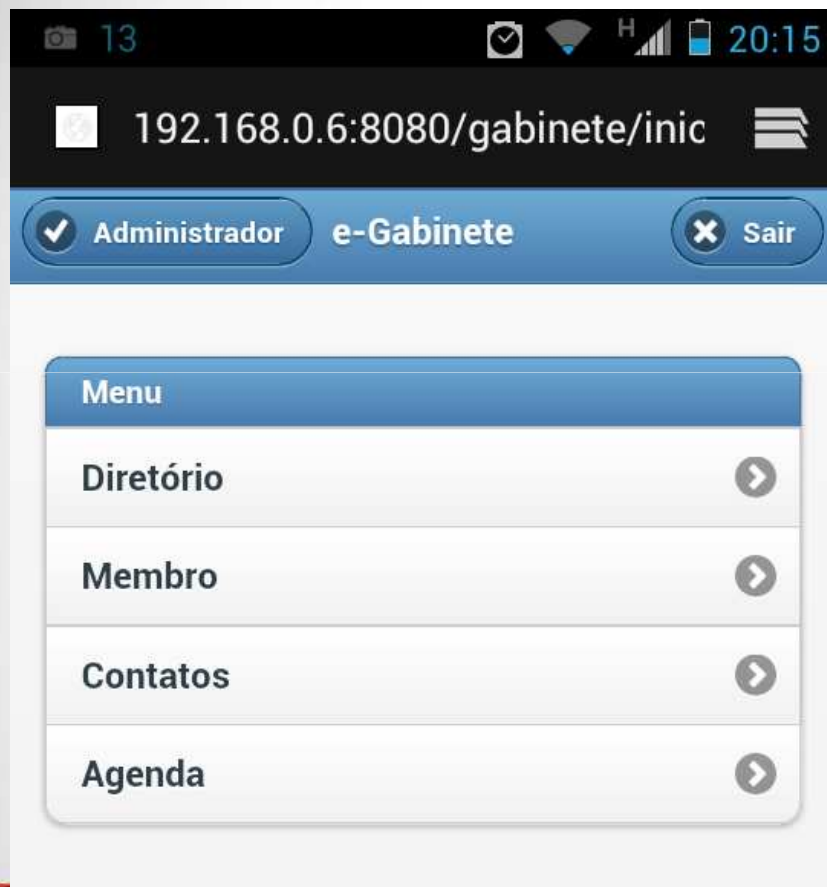 13 H 20:15
192.168.0.6:8080/gabinete/inic
Administrador e-Gabinete Sair
Menu
Diretório
Membro
Contatos
Agenda